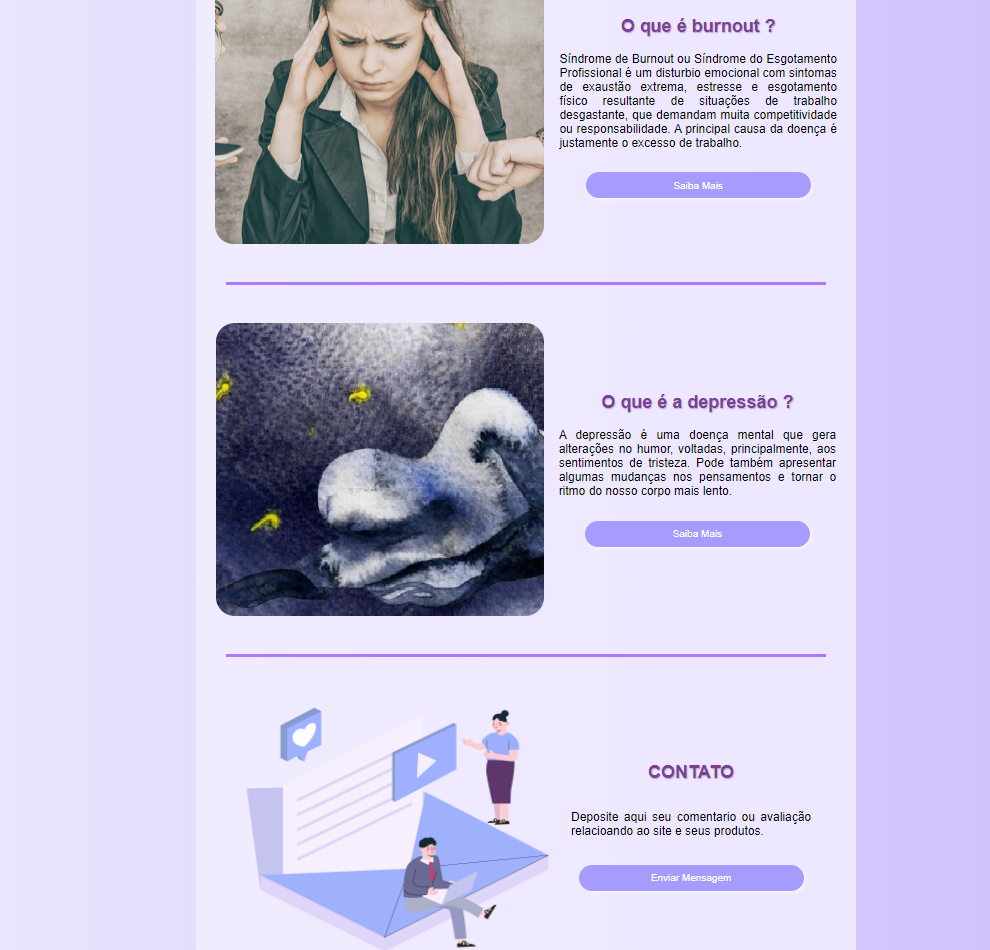 O que é burnout ?
Síndrome de Burnout ou Síndrome do Esgotamento
Profissional é um disturbio emocional com sintomas
de exaustão extrema, estresse e esgotamento
físico resultante de situações de trabalho
desgastante, que demandam muita competitividade
ou responsabilidade. A principal causa da doença é
justamente o excesso de trabalho.
Saiba Mais
O que é a depressão ?
A depressão é uma doença mental que gera
alterações no humor, voltadas, principalmente, aos
sentimentos de tristeza. Pode também apresentar
algumas mudanças nos pensamentos e tornar o
ritmo do nosso corpo mais lento.
Saiba Mais
CONTATO
Deposite aqui seu comentario ou avaliação
relacioando ao site e seus produtos.
Enviar Mensagem